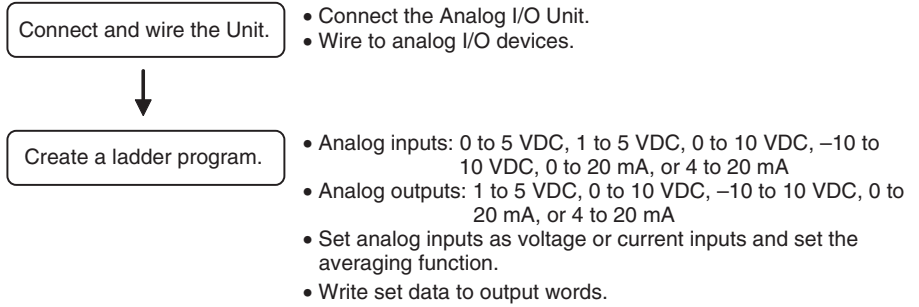 Connect and wire the Unit.
• Connect the Analog I/O Unit.
• Wire to analog I/O devices.
Create a ladder program.
• Analog inputs: 0 to 5 VDC, 1 to 5 VDC, 0 to 10 VDC, –10 to
10 VDC, 0 to 20 mA, or 4 to 20 mA
• Analog outputs: 1 to 5 VDC, 0 to 10 VDC, –10 to 10 VDC, 0 to
20 mA, or 4 to 20 mA
• Set analog inputs as voltage or current inputs and set the
averaging function.
• Write set data to output words.